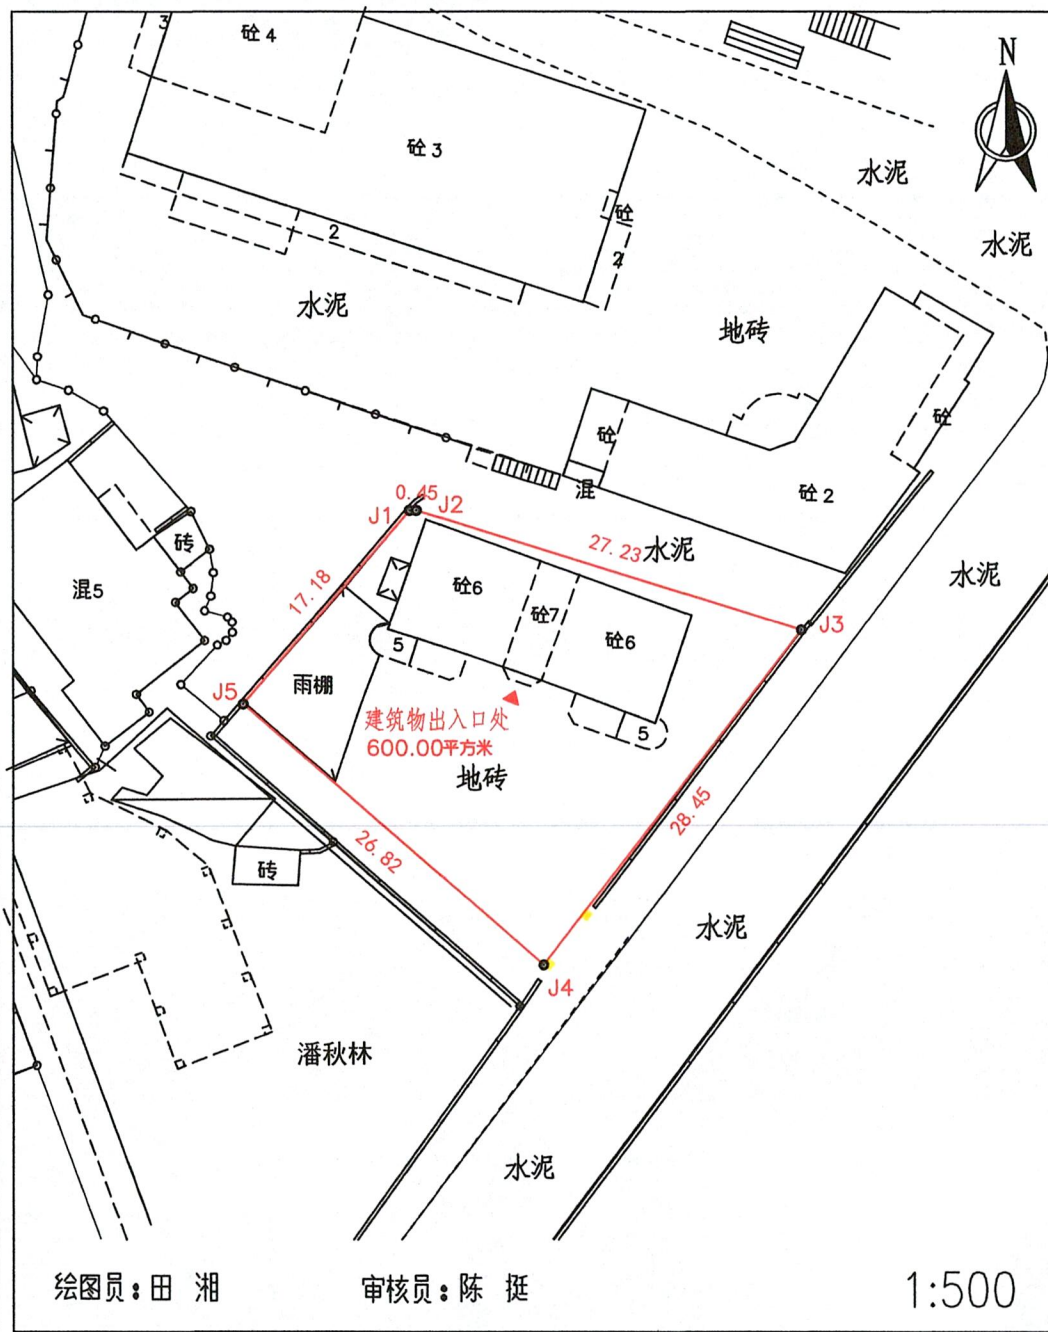 3
砼4
N
砼3
水泥
砼
2
水泥
2
水泥
地砖
砼
砼
砼2
混
0.45
J1
J2
27.23
水泥
水泥
砖
混5
17.18
砼6
砼7
砼6
J3
5
雨棚
J5
建筑物出入口处
600.00平方米
5
地砖
28.45
26.82
砖
水泥
J4
潘秋林
水泥
绘图员：田 湘
审核员：陈 挺
1:500